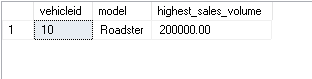 vehicleid model highest_sales_volume
1 10 Roadster 200000.00